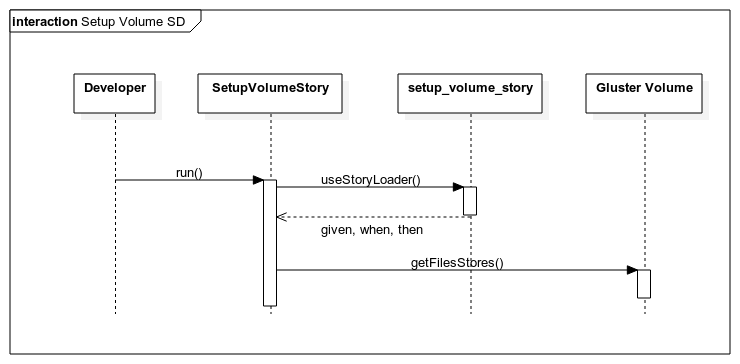 interaction Setup Volume SD
Developer
SetupVolumeStory
setup_volume_story
Gluster Volume
run()
useStoryLoader()
given, when, then
getFilesStores()